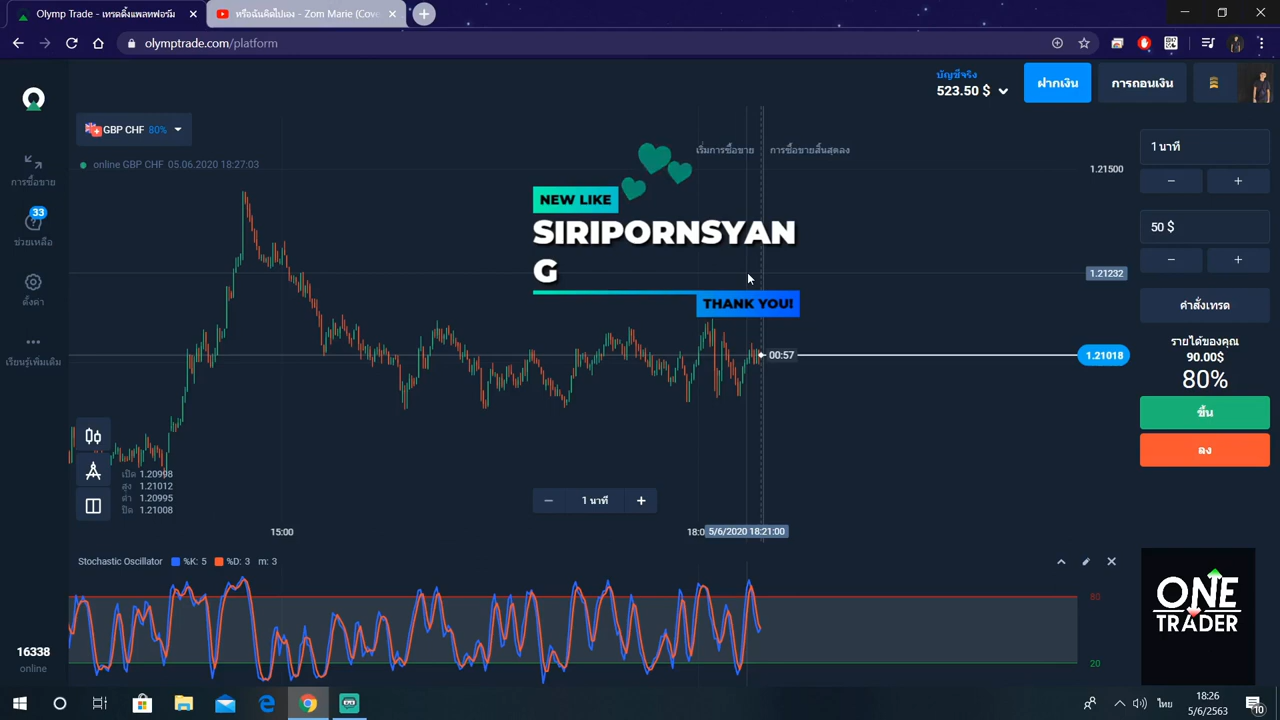 Olymp Trade - เทรดดิ้งแพลทฟอร์ม
หรือฉันคิดไปเอง - Zom Marie (Cov
olymptrade.com/platform
บัญชีจริง
523.50 $
ฝากเงิน
การถอนเงิน
GBP CHF 80%
online GBP CHF 05.06.2020 18:27:03
เริ่มการซื้อขาย
การซื้อขายสิ้นสุดลง
การซื้อขาย
33
ช่วยเหลือ
ตั้งค่า
เรียนรู้เพิ่มเติม
NEW LIKE
SIRIPORNSYAN
G
THANK YOU!
1.21500
1.21232
00:57
1.21018
1 นาที
50 $
คำสั่งเทรด
รายได้ของคุณ
90.00$
80%
ขึ้น
ลง
เปิด 1.20998
สูง 1.21012
ต่ำ 1.20995
ปิด 1.21008
1 นาที
15:00
18:0
5/6/2020 18:21:00
Stochastic Oscillator %K: 5 %D: 3 m: 3
80
20
ONE
TRADER
16338
online
ไทย
18:26
5/6/2563
10